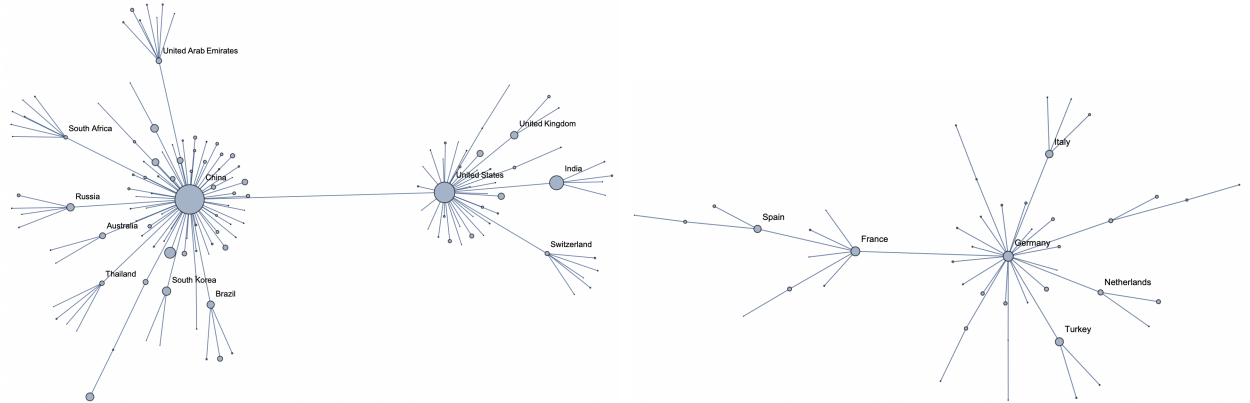 United Arab Emirates
South Africa
China
Russia
Australia
Thailand
South Korea
Brazil
United Kingdom
United States
India
Switzerland
Italy
Spain
France
Germany
Netherlands
Turkey